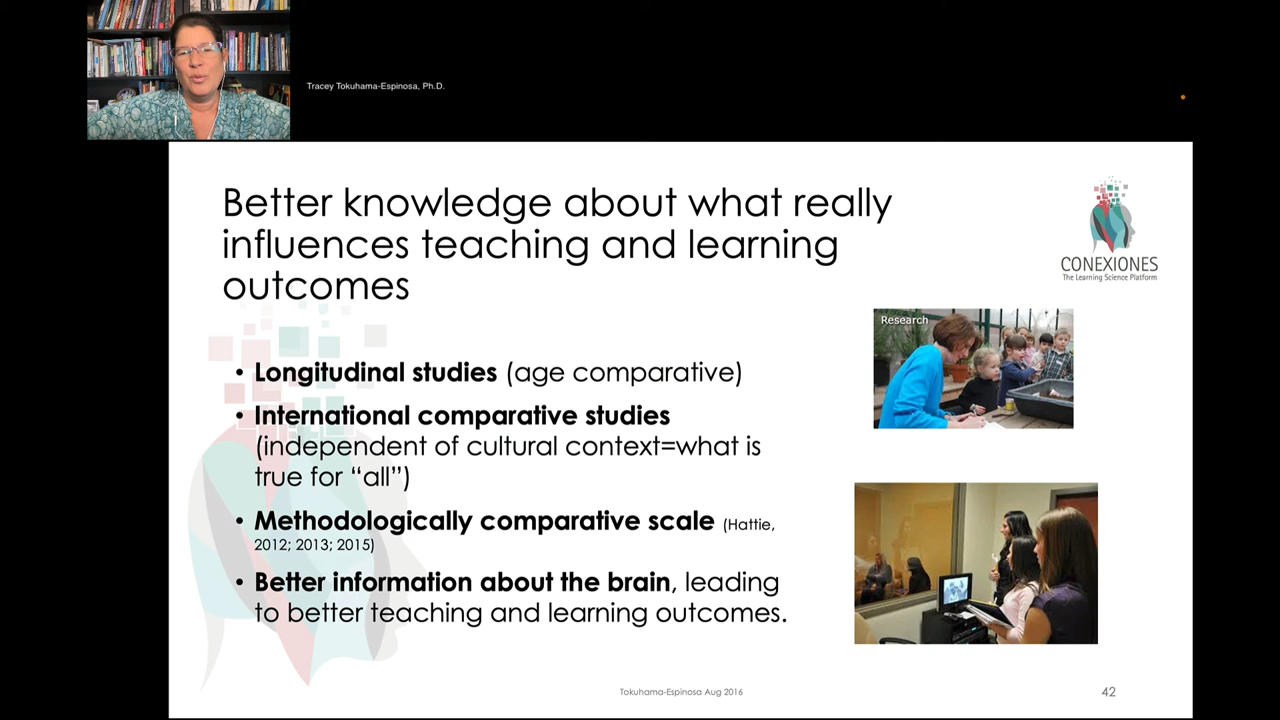 Tracey Tokuhama-Espinosa, Ph.D.
Better knowledge about what really
influences teaching and learning
outcomes
CONEXIONES
The Learning Science Platform
Research
• Longitudinal studies (age comparative)
• International comparative studies
(independent of cultural context=what is
true for “all”)
• Methodologically comparative scale (Hattie,
2012; 2013; 2015)
• Better information about the brain, leading
to better teaching and learning outcomes.
Tokuhama-Espinosa Aug 2016
42